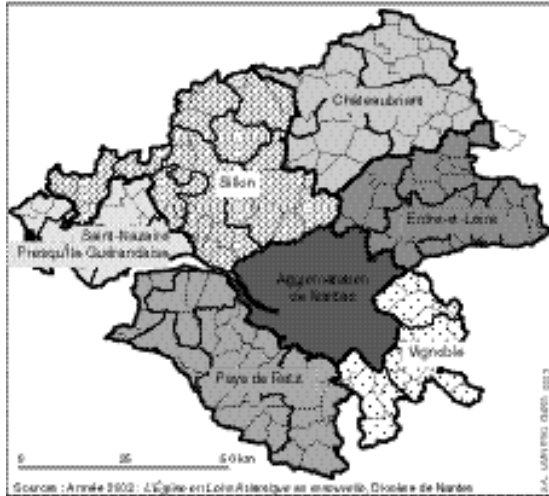 Châteaubriant
Sillon
Erdre-et-Loire
Saint-Nazaire
Presqu'île Guérandaise
Agglomération
de Nantes
Vignoble
Pays de Retz
0 25 50 km
Sources : Année 2002 : L'Église en Loire Atlantique se renouvelle, Diocèse de Nantes